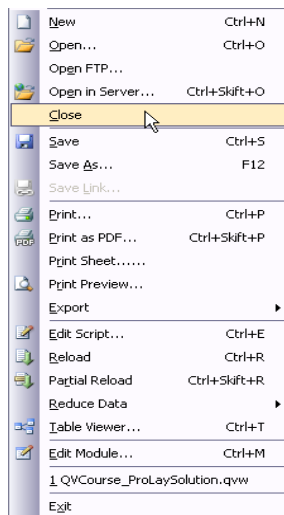 New Ctrl+N
Open... Ctrl+O
Open FTP...
Open in Server... Ctrl+Skift+O
Close
Save Ctrl+S
Save As... F12
Save Link...
Print... Ctrl+P
PDF Print as PDF... Ctrl+Skift+P
Print Sheet......
Print Preview...
Export
Edit Script... Ctrl+E
Reload Ctrl+R
Partial Reload Ctrl+Skift+R
Reduce Data
Table Viewer... Ctrl+T
Edit Module... Ctrl+M
1 QVCourse_ProLaySolution.qvw
Exit